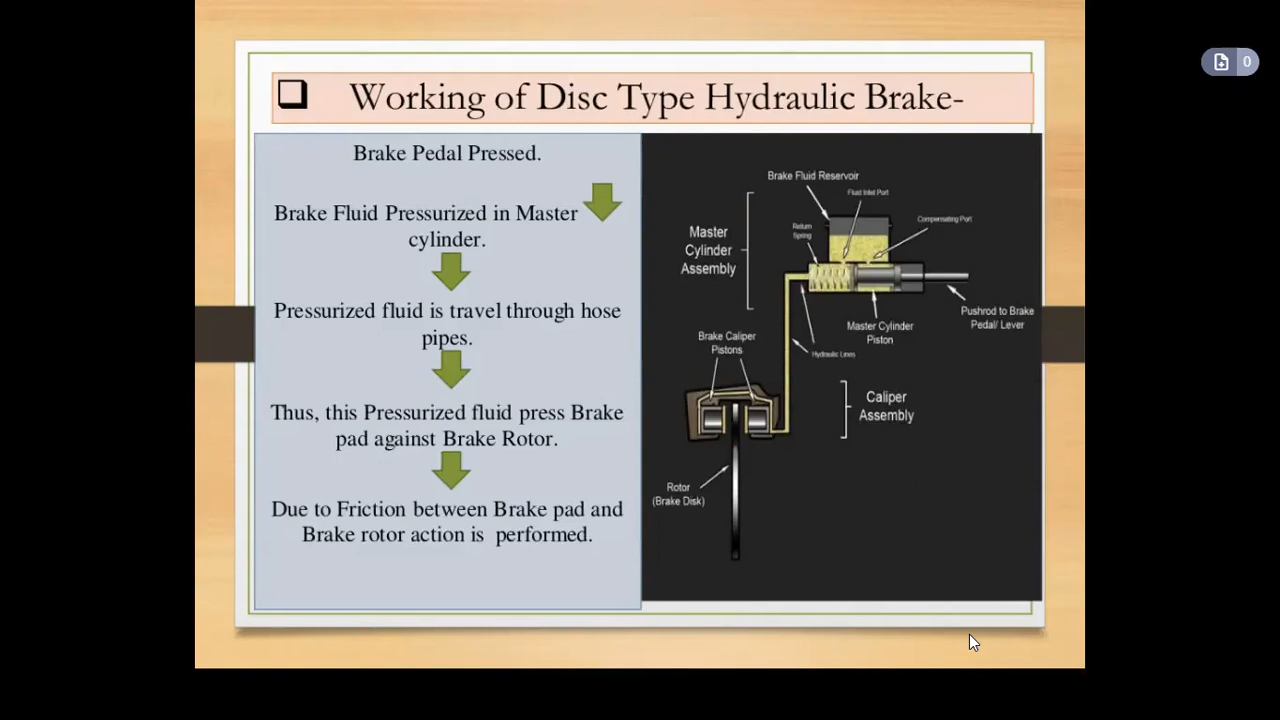 Working of Disc Type Hydraulic Brake-
Brake Pedal Pressed.
Brake Fluid Pressurized in Master
cylinder.
Pressurized fluid is travel through hose
pipes.
Thus, this Pressurized fluid press Brake
pad against Brake Rotor.
Due to Friction between Brake pad and
Brake rotor action is performed.
Brake Fluid Reservoir
Fluid Inlet Port
Compensating Port
Return
Spring
Master
Cylinder
Assembly
Pushrod to Brake
Pedal/ Lever
Master Cylinder
Piston
Brake Caliper
Pistons
Hydraulic Lines
Caliper
Assembly
Rotor
(Brake Disk)
0